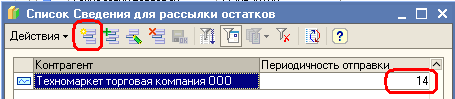 Список Сведения для рассылки остатков
Действия
Контрагент Периодичность отправки
Техномаркет торговая компания ООО 14